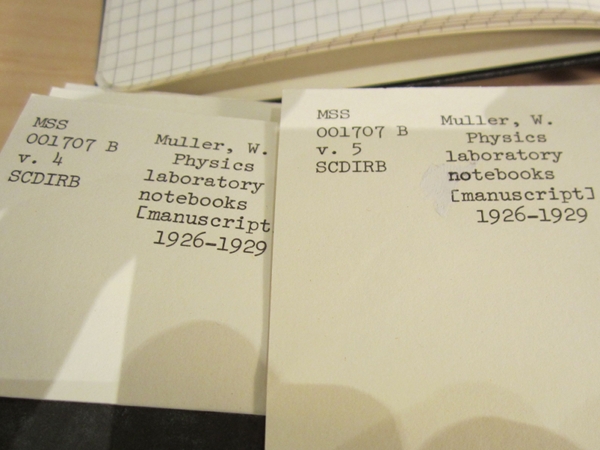 MSS
001707 B
v. 4
SCDIRB
Muller, W.
Physics
laboratory
notebooks
[manuscript
1926-1929
MSS
001707 B
v. 5
SCDIRB
Muller, W.
Physics
laboratory
notebooks
[manuscript]
1926-1929